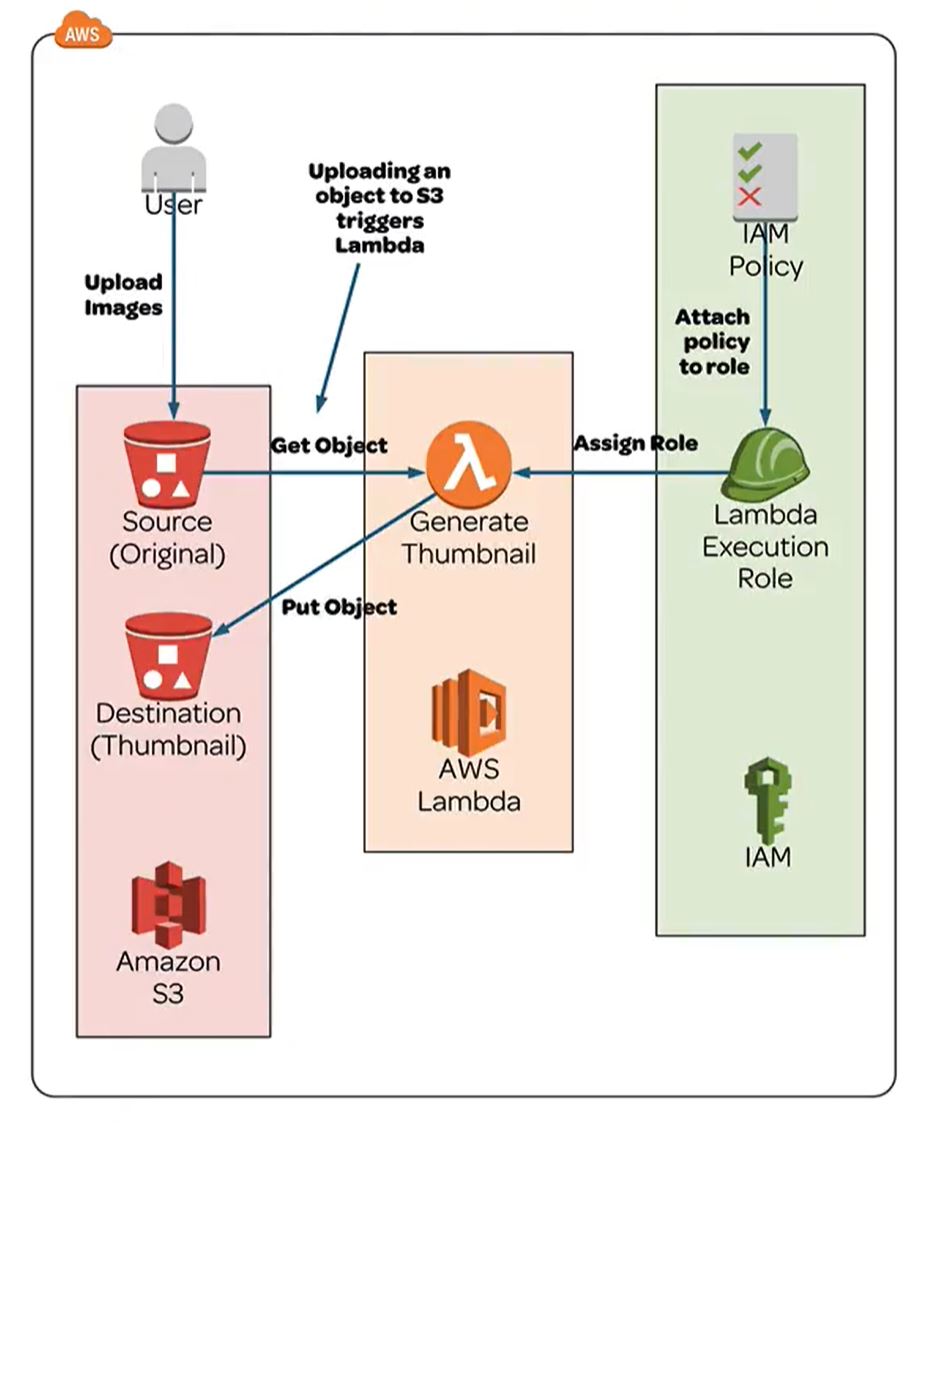 AWS
User
Uploading an
object to S3
triggers
Lambda
IAM
Policy
Upload
Images
Attach
policy
to role
Get Object
Assign Role
Source
(Original)
Generate
Thumbnail
Lambda
Execution
Role
Put Object
Destination
(Thumbnail)
AWS
Lambda
IAM
Amazon
S3